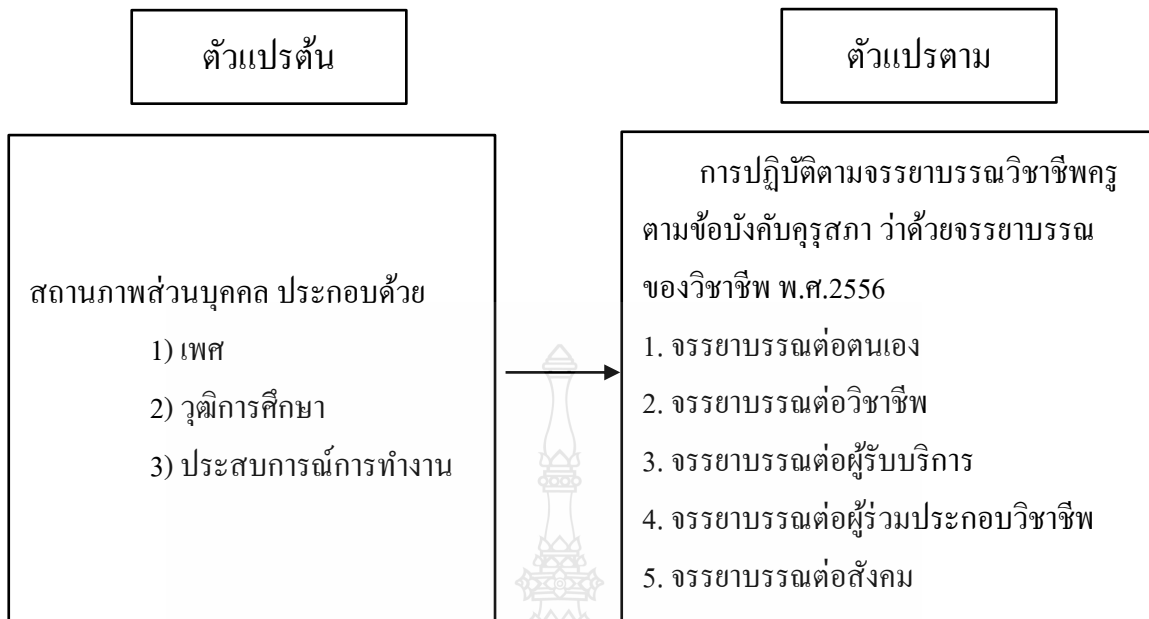 ตัวแปรต้น
ตัวแปรตาม
สถานภาพส่วนบุคคล ประกอบด้วย
1) เพศ
2) วุฒิการศึกษา
3) ประสบการณ์การทำงาน
การปฏิบัติตามจรรยาบรรณวิชาชีพครู
ตามข้อบังคับคุรุสภา ว่าด้วยจรรยาบรรณ
ของวิชาชีพ พ.ศ.2556
1. จรรยาบรรณต่อตนเอง
2. จรรยาบรรณต่อวิชาชีพ
3. จรรยาบรรณต่อผู้รับบริการ
4. จรรยาบรรณต่อผู้ร่วมประกอบวิชาชีพ
5. จรรยาบรรณต่อสังคม